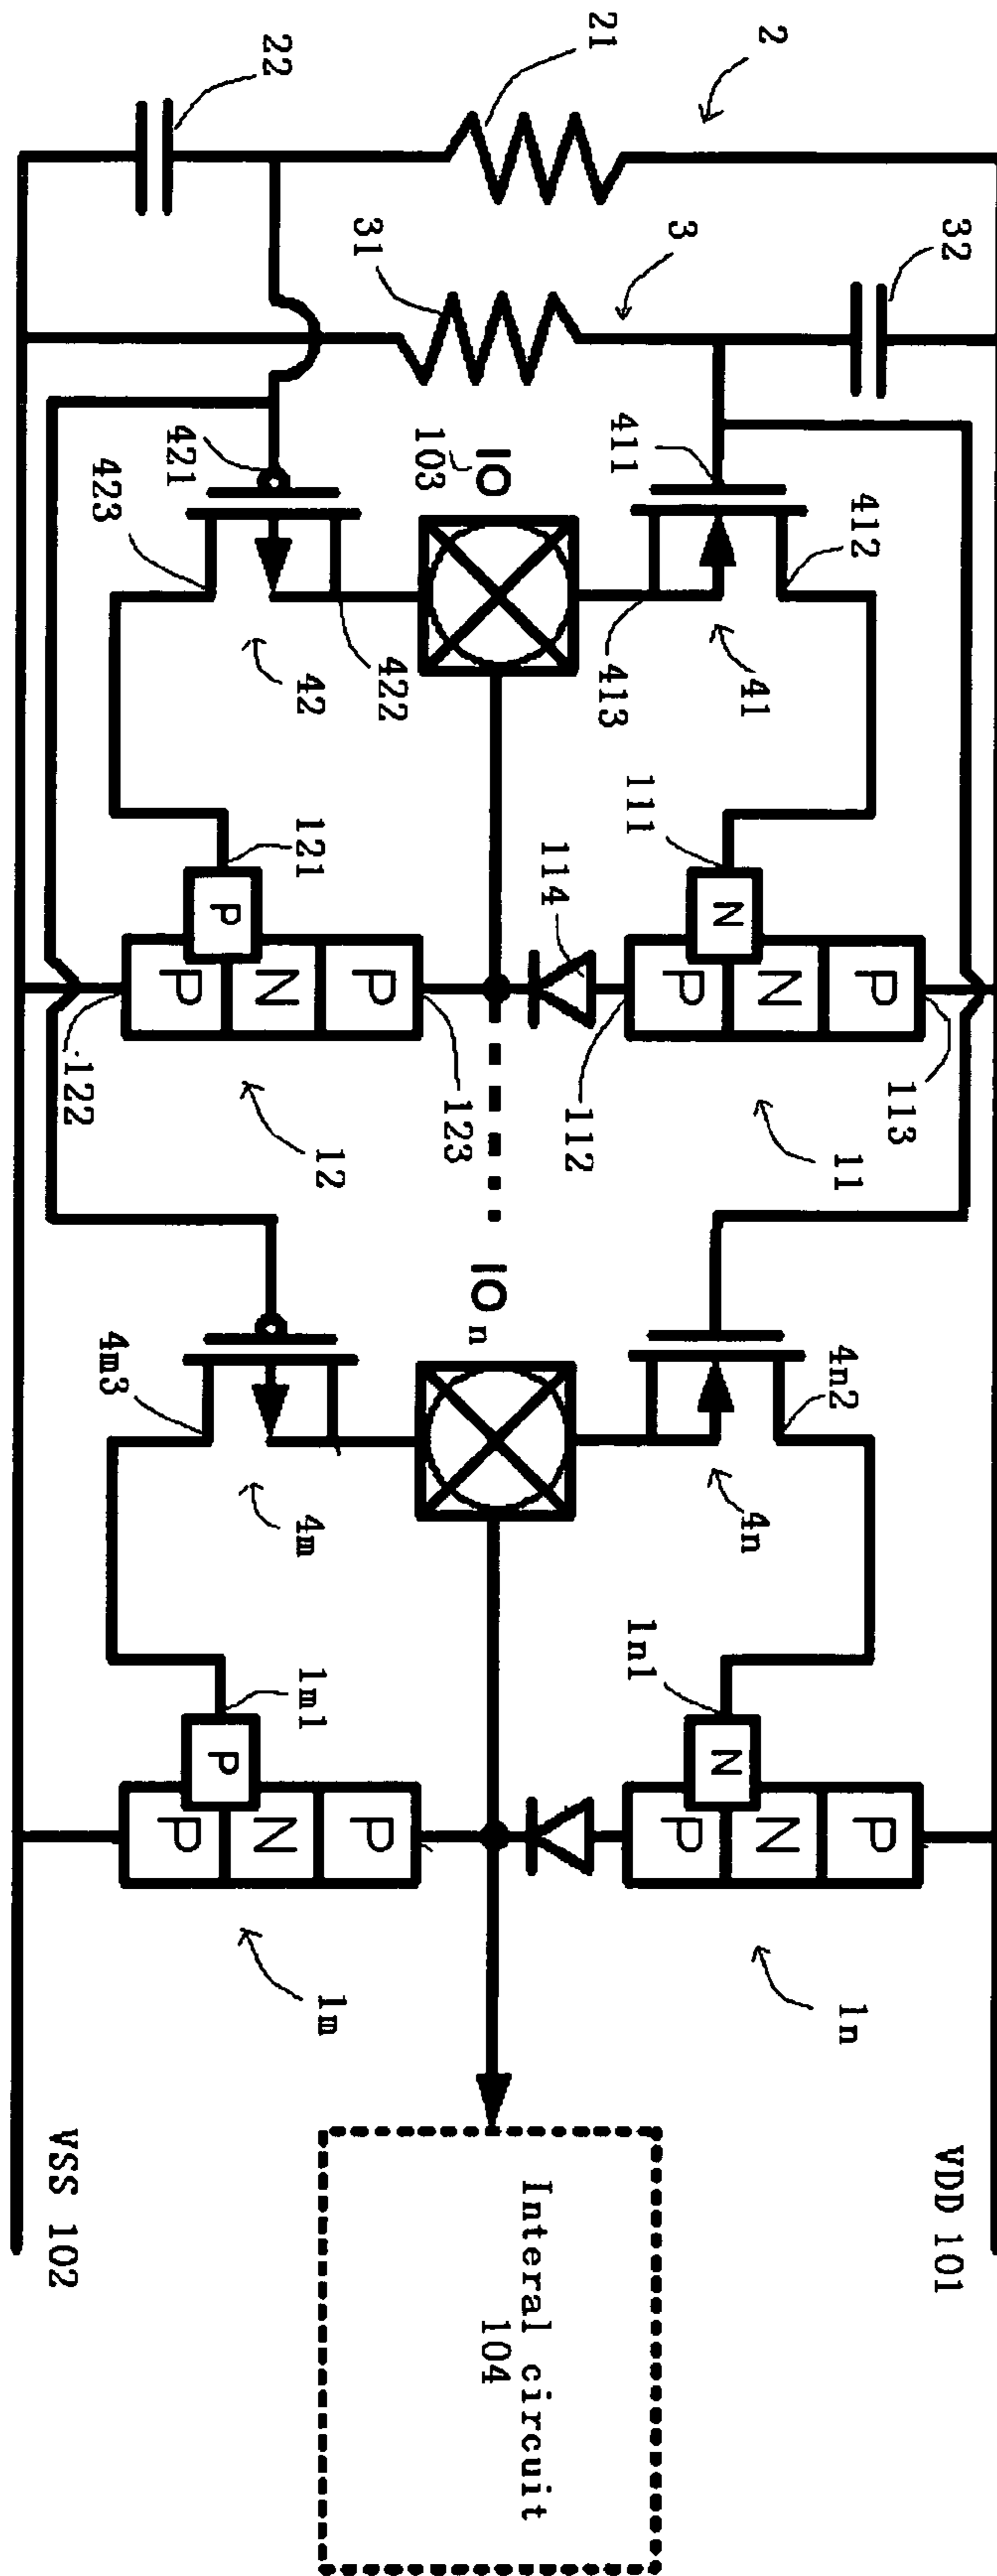 VDD 101
32
113
412
11
4n2
1n
2
3
411
41
111
4n
1n1
P
N
N
P
P
N
N
P
21
31
413
114
112
IO
103
IO n
Interal circuit
104
422
123
421
42
121
12
4m
1m1
1m
P
N
P
P
P
N
P
P
22
423
122
4m3
VSS 102